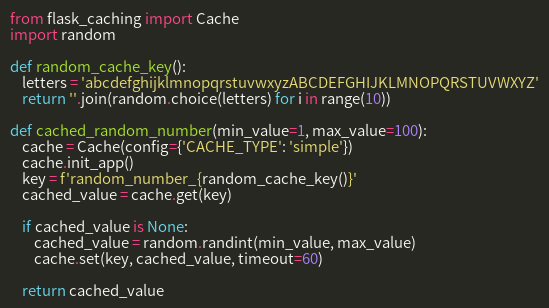 from flask_caching import Cache
import random

def random_cache_key():
    letters = 'abcdefghijklmnopqrstuvwxyzABCDEFGHIJKLMNOPQRSTUVWXYZ'
    return ''.join(random.choice(letters) for i in range(10))

def cached_random_number(min_value=1, max_value=100):
    cache = Cache(config={'CACHE_TYPE': 'simple'})
    cache.init_app()
    key = f'random_number_{random_cache_key()}'
    cached_value = cache.get(key)

    if cached_value is None:
        cached_value = random.randint(min_value, max_value)
        cache.set(key, cached_value, timeout=60)

    return cached_value